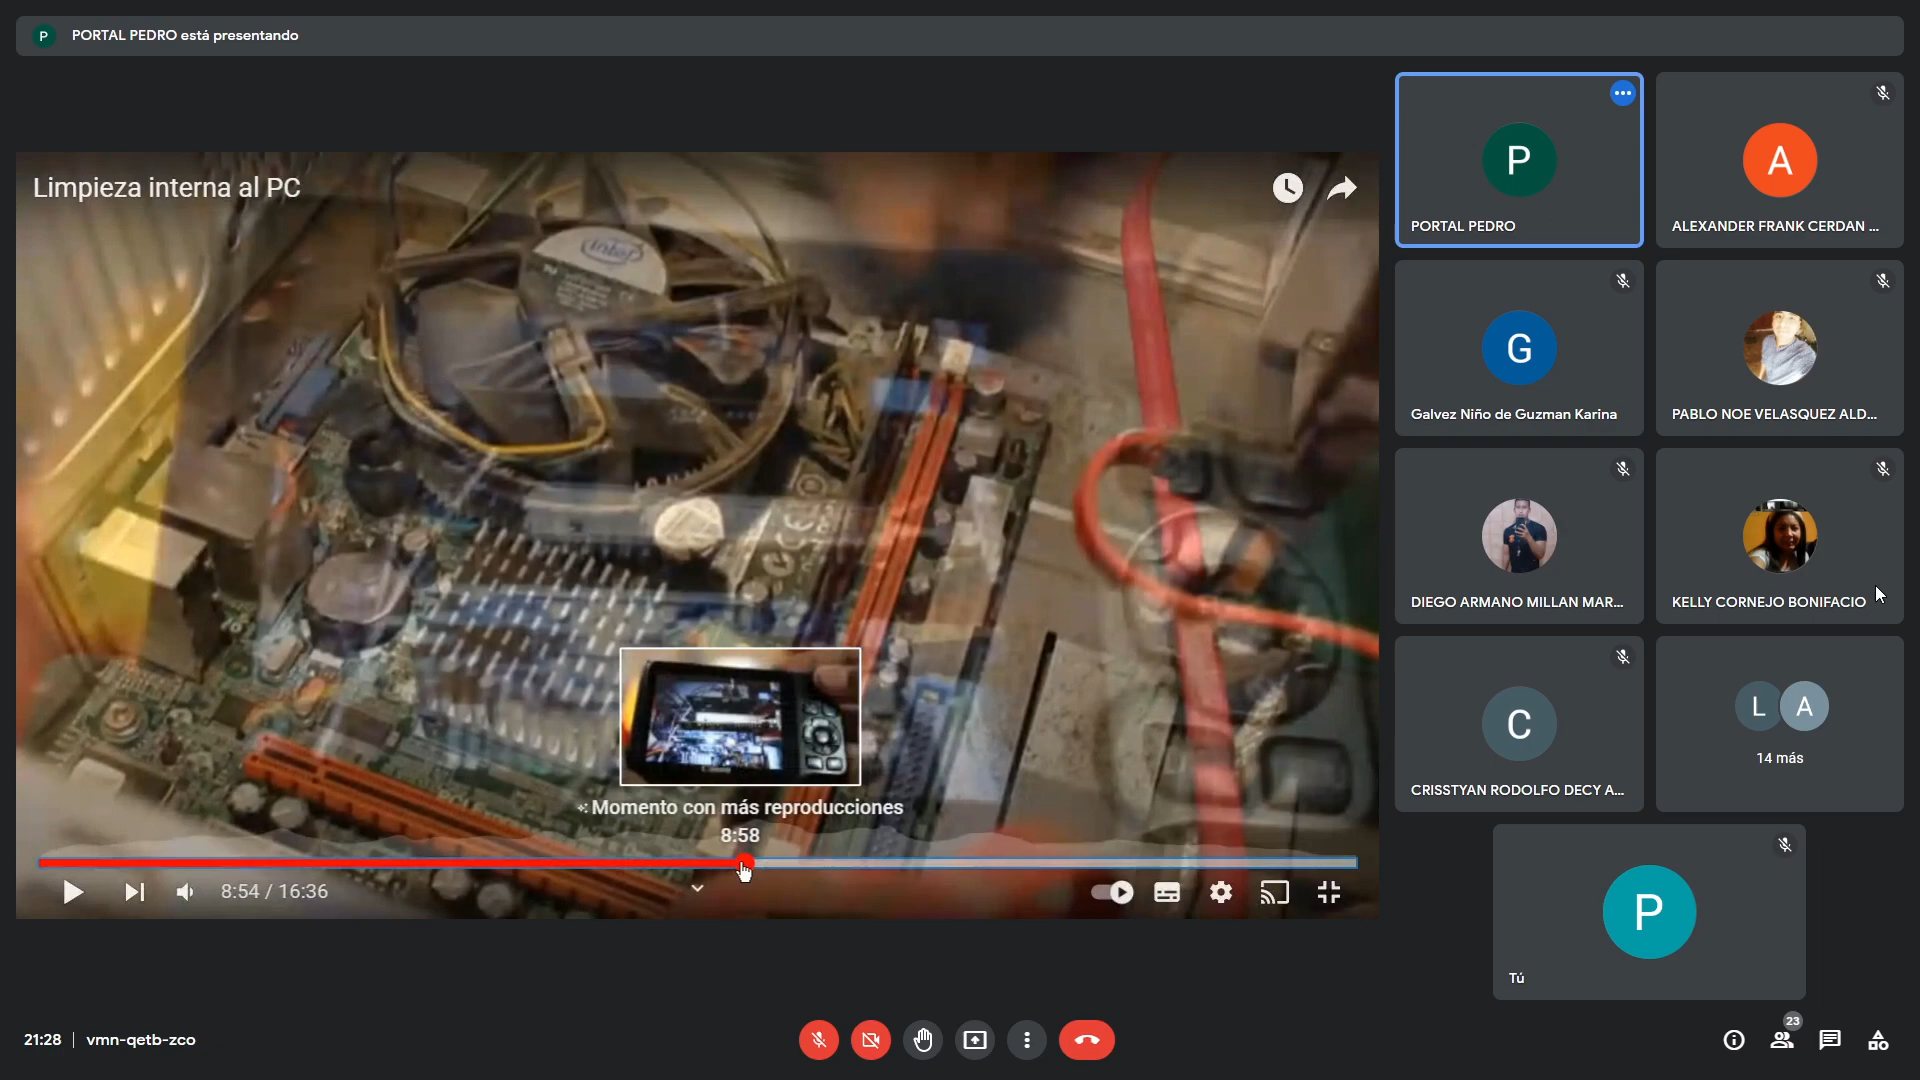 P
PORTAL PEDRO está presentando
Limpieza interna al PC
intel
Momento con más reproducciones
8:58
8:54 / 16:36
P
PORTAL PEDRO
A
ALEXANDER FRANK CERDAN ...
G
Galvez Niño de Guzman Karina
PABLO NOE VELASQUEZ ALD...
DIEGO ARMANO MILLAN MAR...
KELLY CORNEJO BONIFACIO
C
CRISSTYAN RODOLFO DECY A...
L
A
14 más
P
Tú
21:28
vmn-qetb-zco
23